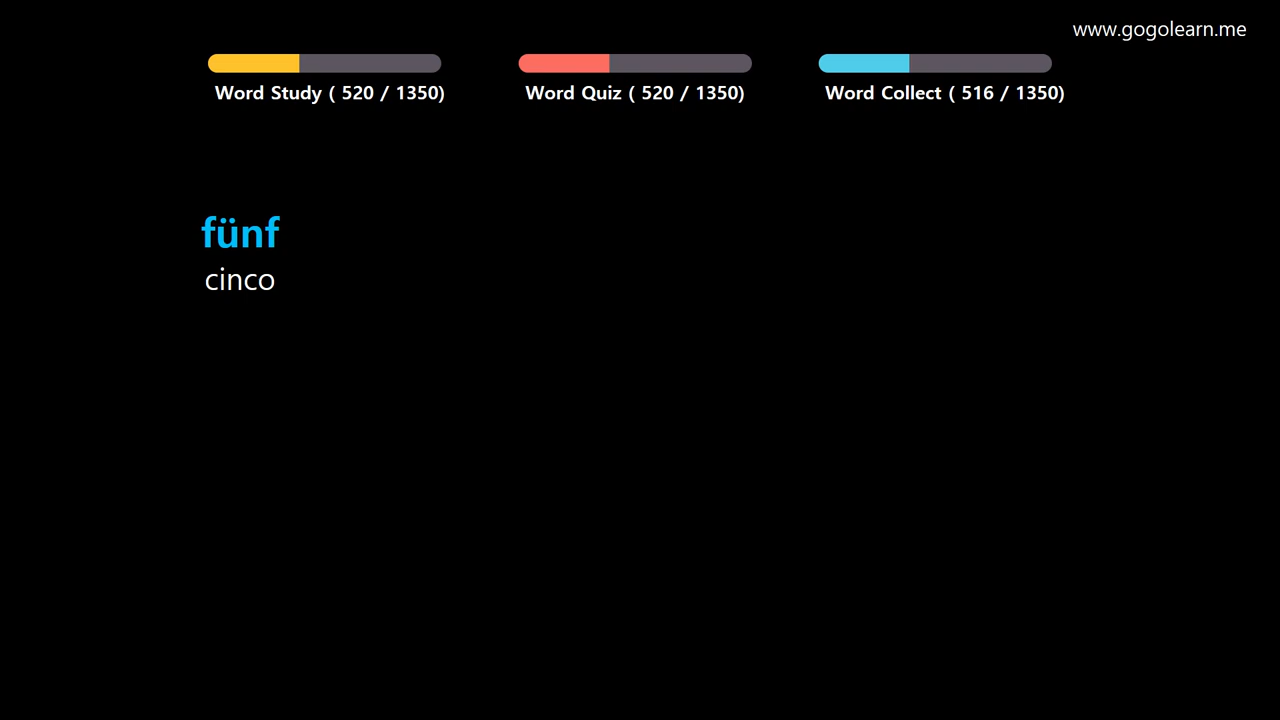 www.gogolearn.me
Word Study ( 520 / 1350)
Word Quiz ( 520 / 1350)
Word Collect ( 516 / 1350)
fünf
cinco